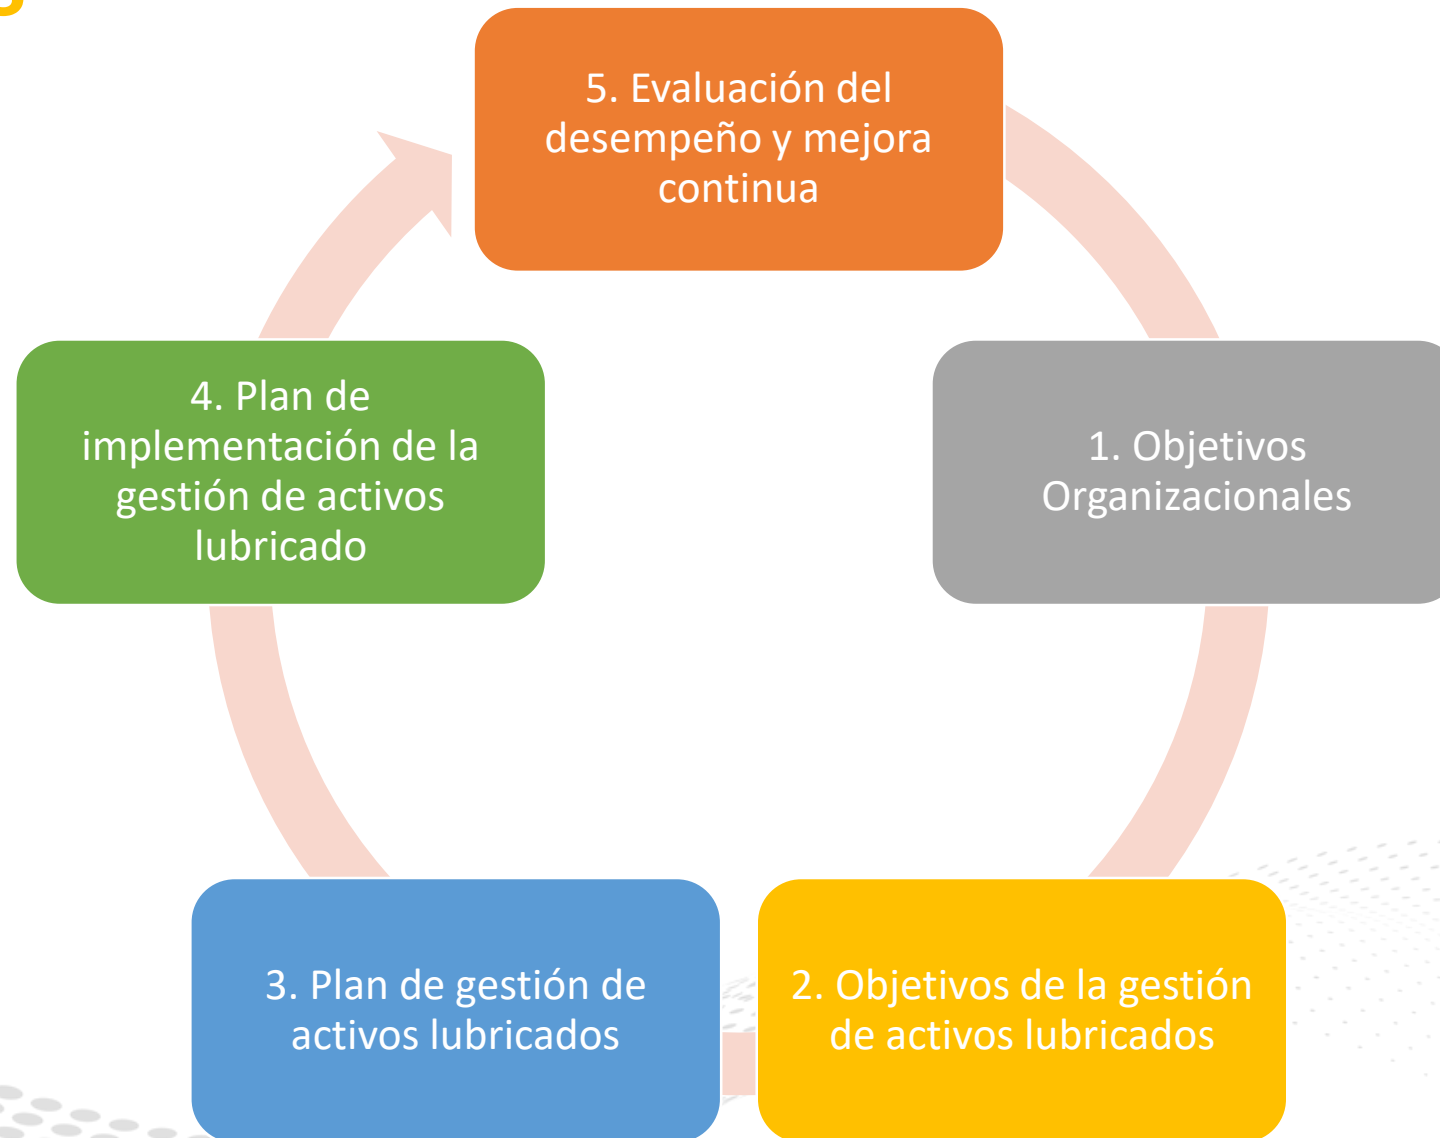 5. Evaluación del
desempeño y mejora
continua
4. Plan de
implementación de la
gestión de activos
lubricado
1. Objetivos
Organizacionales
3. Plan de gestión de
activos lubricados
2. Objetivos de la gestión
de activos lubricados